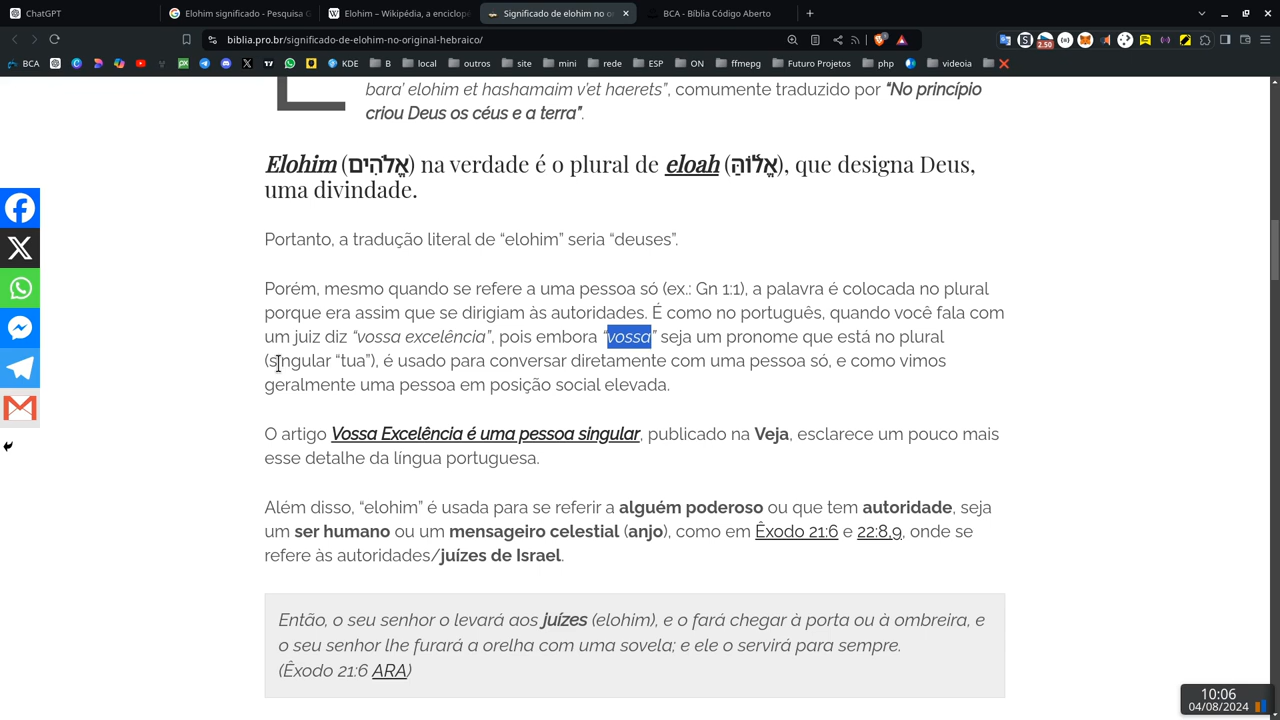 ChatGPT
Elohim significado - Pesquisa G
Elohim – Wikipédia, a enciclopé
Significado de elohim no or
BCA - Bíblia Código Aberto
biblia.pro.br/significado-de-elohim-no-original-hebraico/
2.50
BCA
KDE
B
local
outros
site
mini
rede
ESP
ON
ffmepg
Futuro Projetos
php
videoia
bara’ elohim et hashamaim v’et haerets”, comumente traduzido por “No princípio
criou Deus os céus e a terra”.
Elohim (אֱלֹהִים) na verdade é o plural de eloah (אֱלוֹהַּ), que designa Deus,
uma divindade.
Portanto, a tradução literal de “elohim” seria “deuses”.
Porém, mesmo quando se refere a uma pessoa só (ex.: Gn 1:1), a palavra é colocada no plural
porque era assim que se dirigiam às autoridades. É como no português, quando você fala com
um juiz diz “vossa excelência”, pois embora “vossa” seja um pronome que está no plural
(singular “tua”), é usado para conversar diretamente com uma pessoa só, e como vimos
geralmente uma pessoa em posição social elevada.
O artigo Vossa Excelência é uma pessoa singular, publicado na Veja, esclarece um pouco mais
esse detalhe da língua portuguesa.
Além disso, “elohim” é usada para se referir a alguém poderoso ou que tem autoridade, seja
um ser humano ou um mensageiro celestial (anjo), como em Êxodo 21:6 e 22:8,9, onde se
refere às autoridades/juízes de Israel.
Então, o seu senhor o levará aos juízes (elohim), e o fará chegar à porta ou à ombreira, e
o seu senhor lhe furará a orelha com uma sovela; e ele o servirá para sempre.
(Êxodo 21:6 ARA)
10:06
04/08/2024